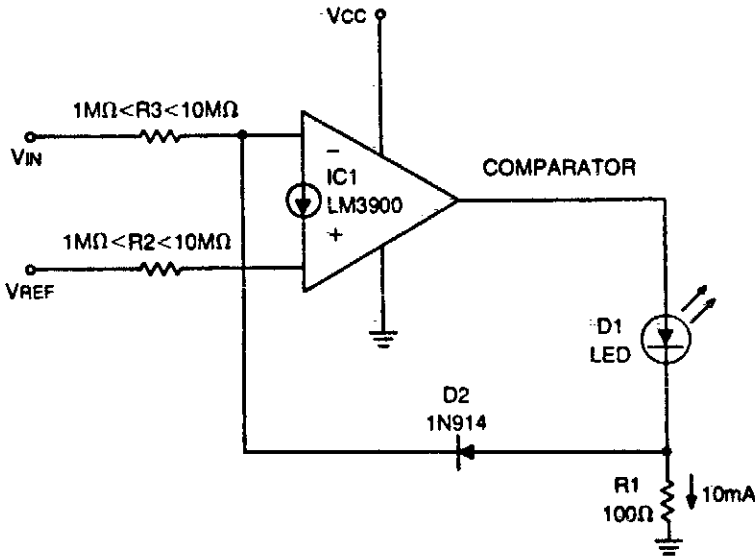 VCC
1MΩ<R3<10MΩ
VIN
−
IC1
LM3900
+
COMPARATOR
1MΩ<R2<10MΩ
VREF
D1
LED
D2
1N914
R1
100Ω
10mA